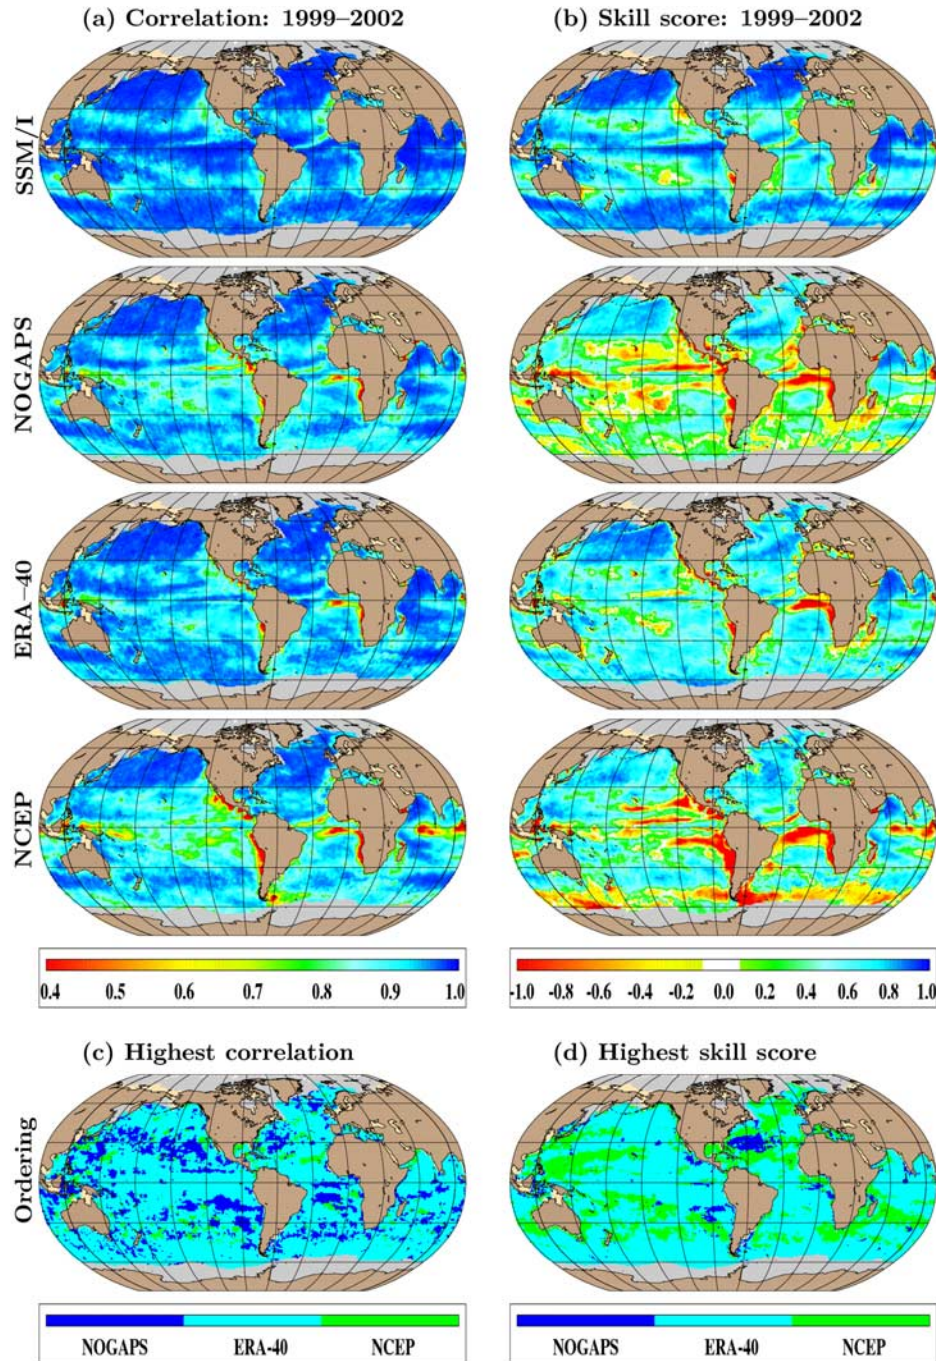 (a) Correlation: 1999–2002
(b) Skill score: 1999–2002
SSM/I
NOGAPS
ERA–40
NCEP
0.4 0.5 0.6 0.7 0.8 0.9 1.0
-1.0 -0.8 -0.6 -0.4 -0.2 0.0 0.2 0.4 0.6 0.8 1.0
(c) Highest correlation
(d) Highest skill score
Ordering
NOGAPS ERA-40 NCEP
NOGAPS ERA-40 NCEP